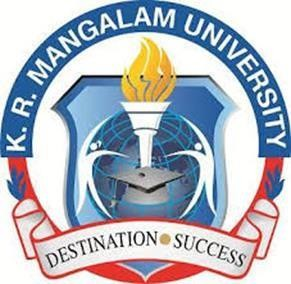 K. R. MANGALAM UNIVERSITY
DESTINATION • SUCCESS